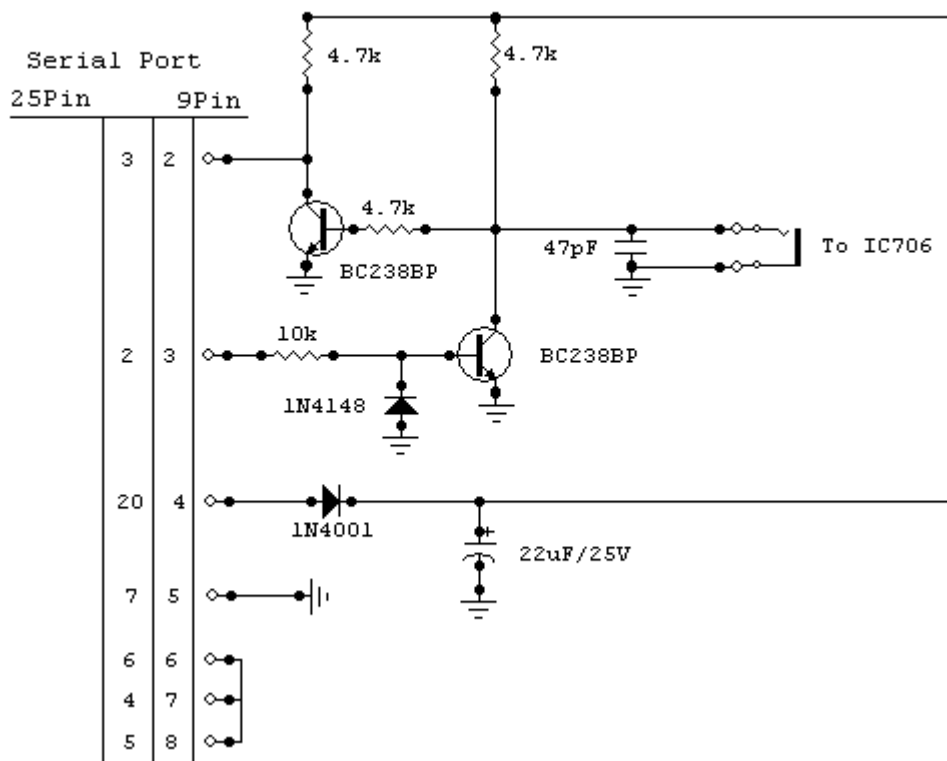 4.7k
4.7k
Serial Port
25Pin 9Pin
3 2
4.7k
47pF
To IC706
BC238BP
10k
2 3
BC238BP
1N4148
20 4
1N4001
+
22uF/25V
7 5
6 6
4 7
5 8